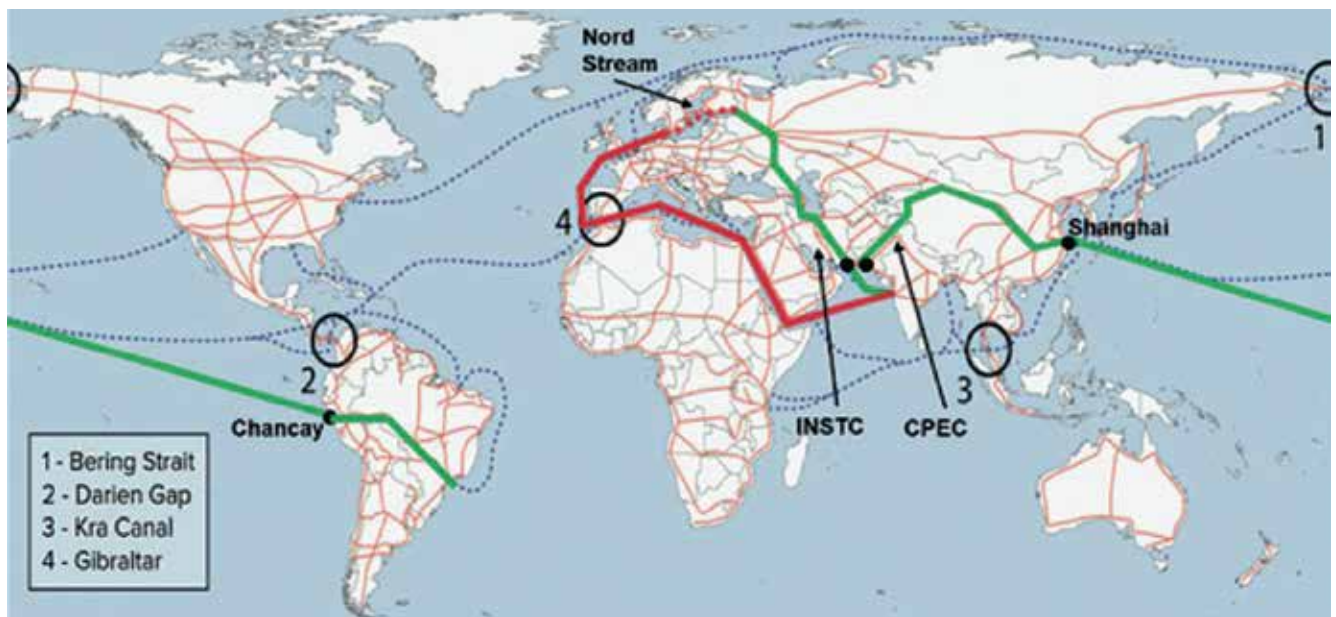 Nord
Stream
1
4
Shanghai
2
3
Chancay
INSTC
CPEC
1 - Bering Strait
2 - Darien Gap
3 - Kra Canal
4 - Gibraltar